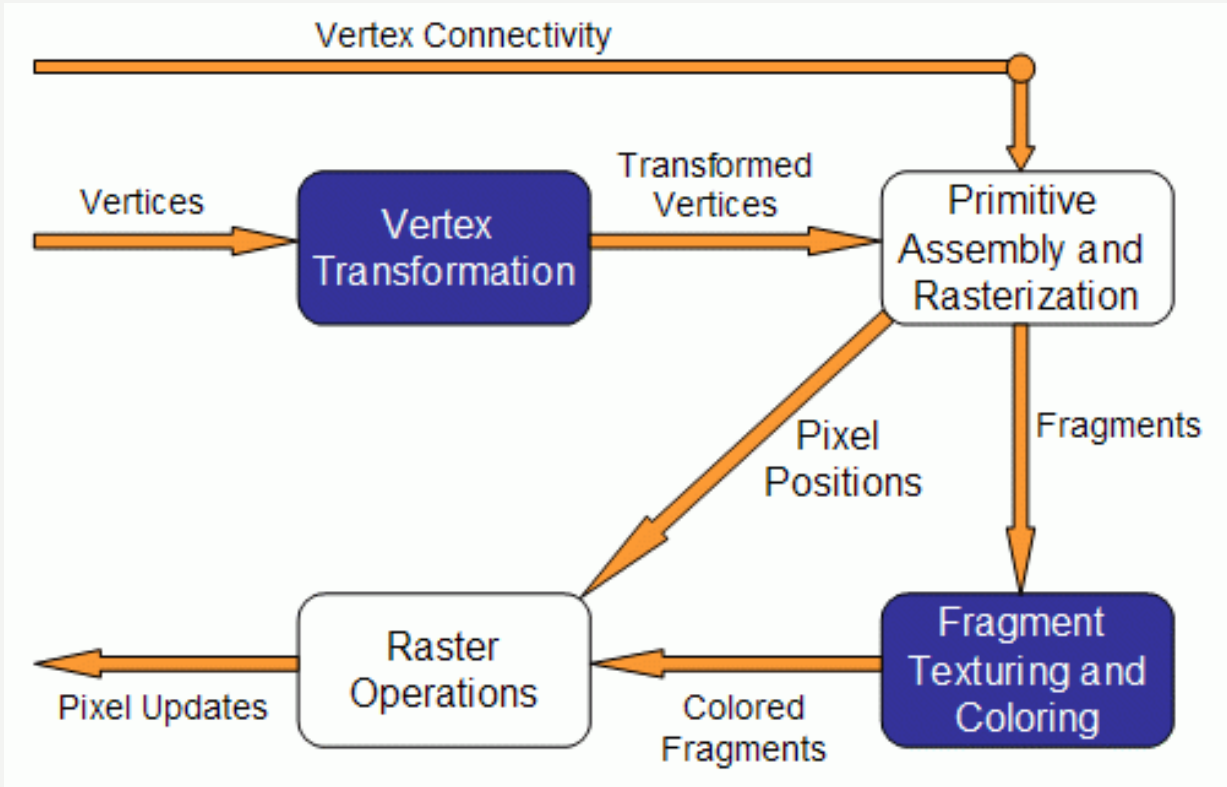 Vertex Connectivity
Vertices
Vertex
Transformation
Transformed
Vertices
Primitive
Assembly and
Rasterization
Pixel
Positions
Fragments
Fragment
Texturing and
Coloring
Colored
Fragments
Raster
Operations
Pixel Updates